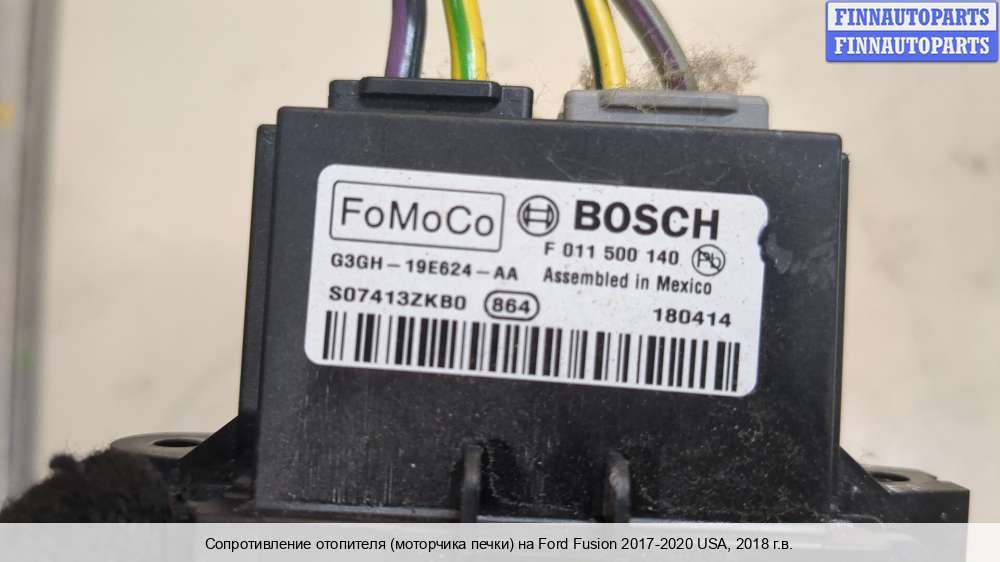 FINNAUTOPARTS
FINNAUTOPARTS
FoMoCo BOSCH
F 011 500 140 Pb
G3GH-19E624-AA Assembled in Mexico
S07413ZKB0 864 180414
Сопротивление отопителя (моторчика печки) на Ford Fusion 2017-2020 USA, 2018 г.в.